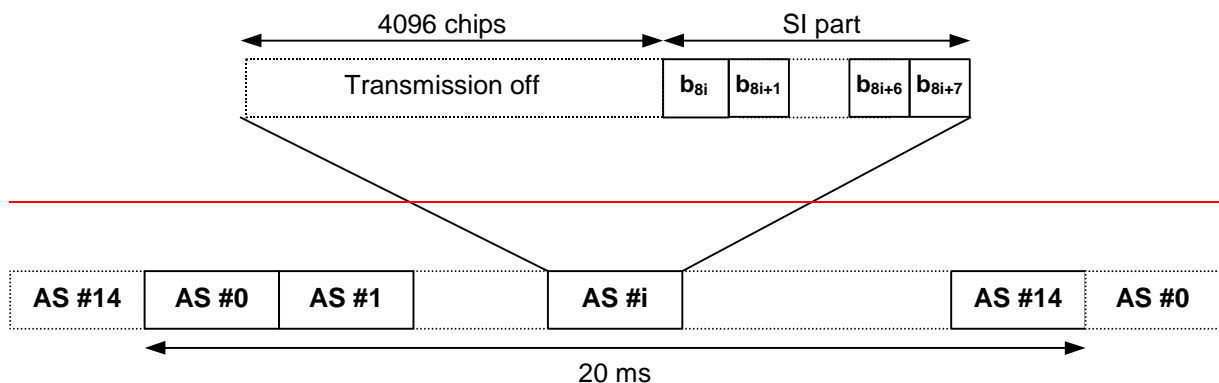 4096 chips SI part
Transmission off b8i b8i+1 b8i+6 b8i+7
AS #14 AS #0 AS #1 AS #i AS #14 AS #0
20 ms